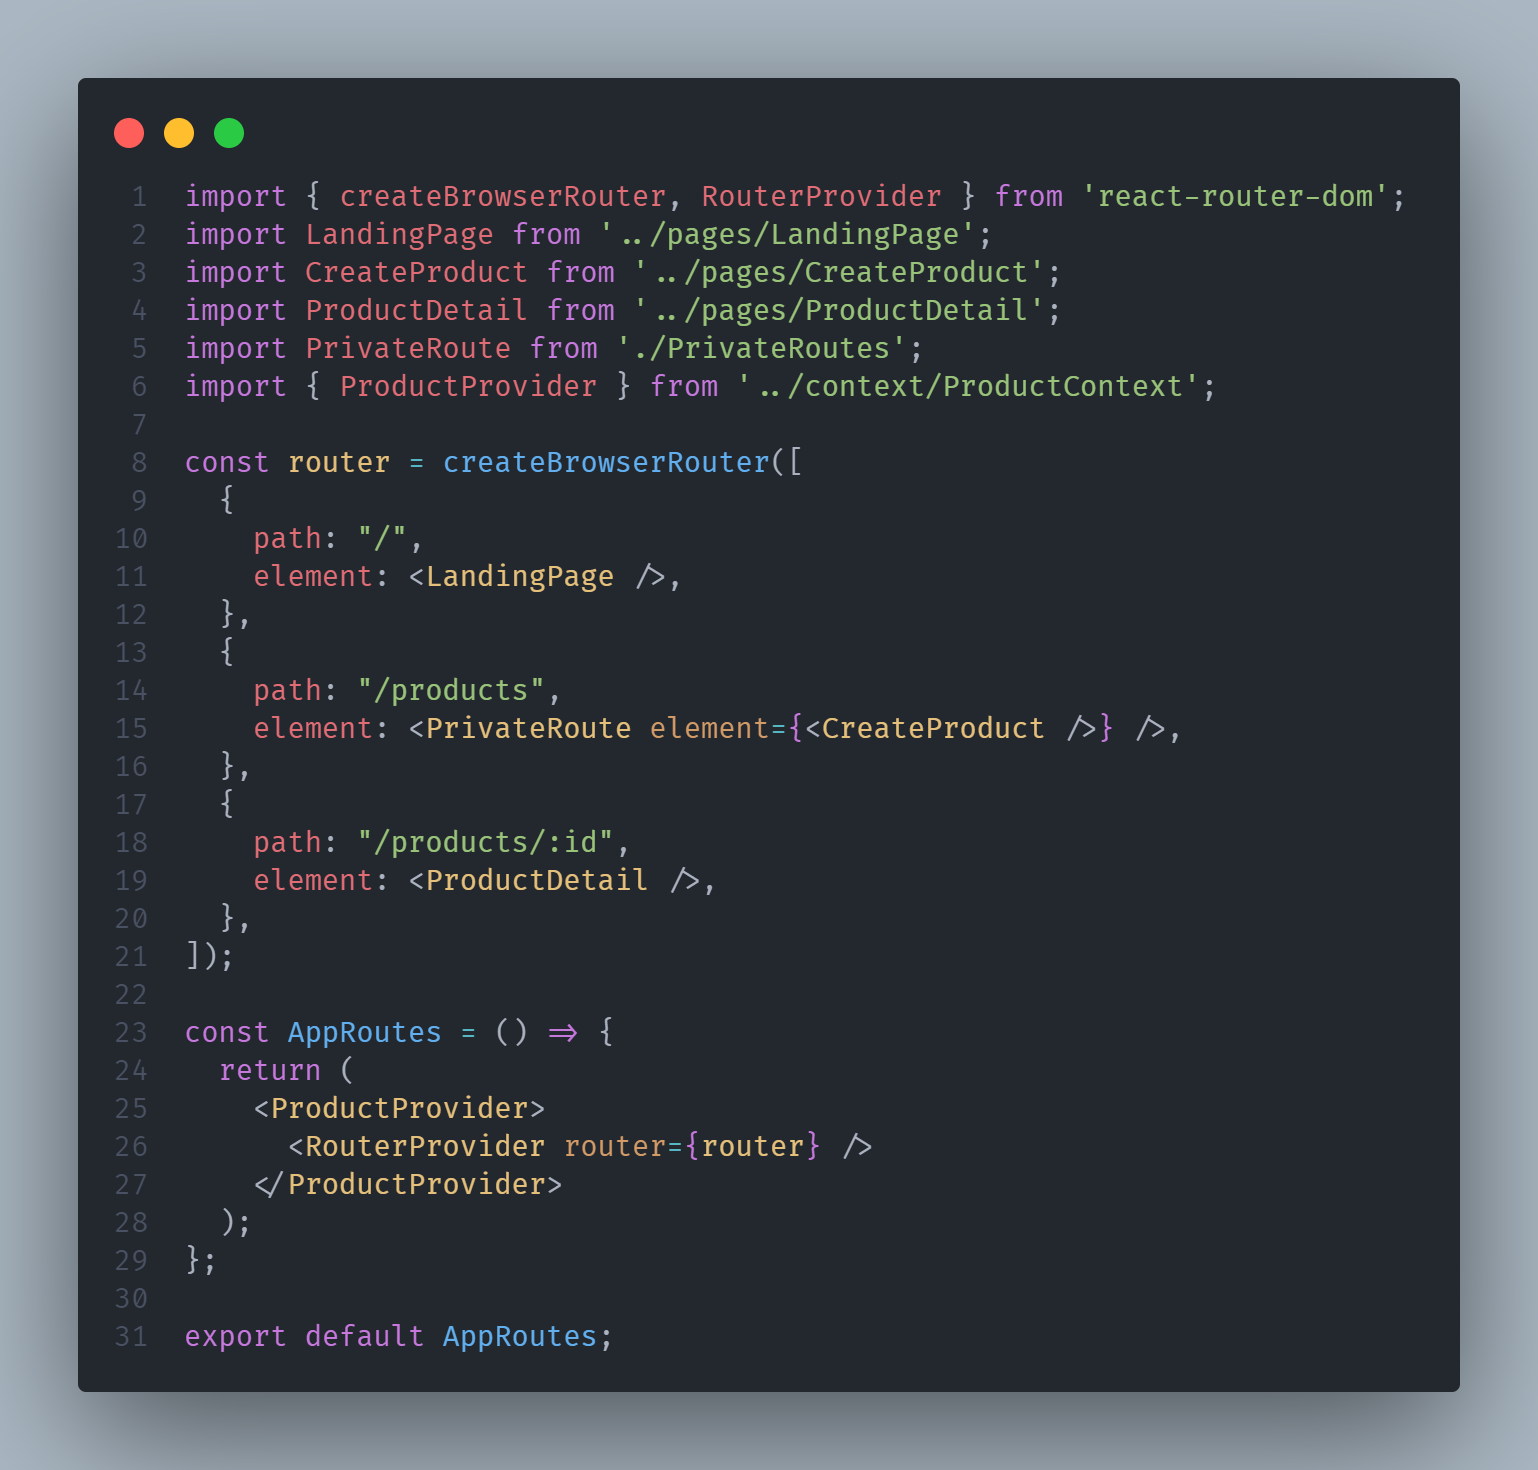 1 import { createBrowserRouter, RouterProvider } from 'react-router-dom';
2 import LandingPage from '../pages/LandingPage';
3 import CreateProduct from '../pages/CreateProduct';
4 import ProductDetail from '../pages/ProductDetail';
5 import PrivateRoute from './PrivateRoutes';
6 import { ProductProvider } from '../context/ProductContext';
7
8 const router = createBrowserRouter([
9   {
10     path: "/",
11     element: <LandingPage />,
12   },
13   {
14     path: "/products",
15     element: <PrivateRoute element={<CreateProduct />} />,
16   },
17   {
18     path: "/products/:id",
19     element: <ProductDetail />,
20   },
21 ]);
22
23 const AppRoutes = () => {
24   return (
25     <ProductProvider>
26       <RouterProvider router={router} />
27     </ProductProvider>
28   );
29 };
30
31 export default AppRoutes;